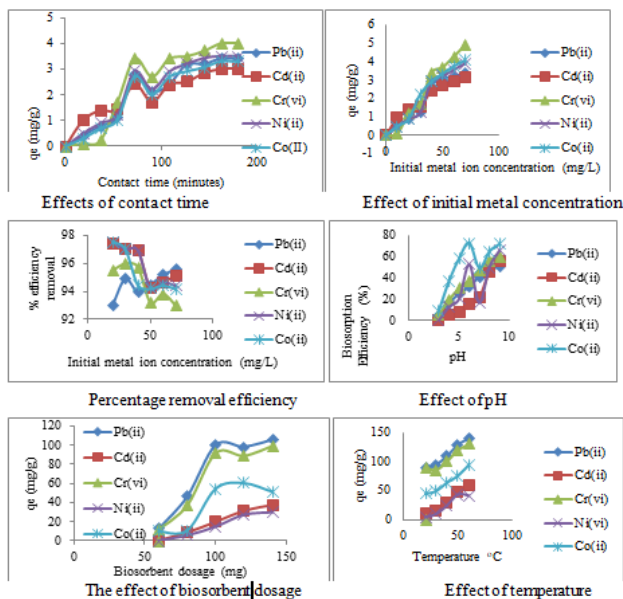 5
4
3
2
1
0
qe (mg/g)
0 100 200
Contact time (minutes)
Pb(ii)
Cd(ii)
Cr(vi)
Ni(ii)
Co(II)
Effects of contact time
6
5
4
3
2
1
0
-1
qe (mg/g)
0 50 100
Initial metal ion concentration (mg/L)
Pb(ii)
Cd(ii)
Cr(vi)
Ni(ii)
Co(ii)
Effect of initial metal concentration
98
96
94
92
% efficiency
removal
0 50 100
Initial metal ion concentration (mg/L)
Pb(ii)
Cd(ii)
Cr(vi)
Ni(ii)
Co(ii)
Percentage removal efficiency
80
60
40
20
0
Biosorption
Efficiency (%)
0 5 10
pH
Pb(ii)
Cd(ii)
Cr(vi)
Ni(ii)
Co(ii)
Effect of pH
120
100
80
60
40
20
0
qe (mg/g)
50 100 150
Biosorbent dosage (mg)
Pb(ii)
Cd(ii)
Cr(vi)
Ni(ii)
Co(ii)
The effect of biosorbent dosage
150
100
50
0
qe (mg/g)
0 50 100
Temperature °C
Pb(ii)
Cd(ii)
Cr(vi)
Ni(vi)
Co(ii)
Effect of temperature